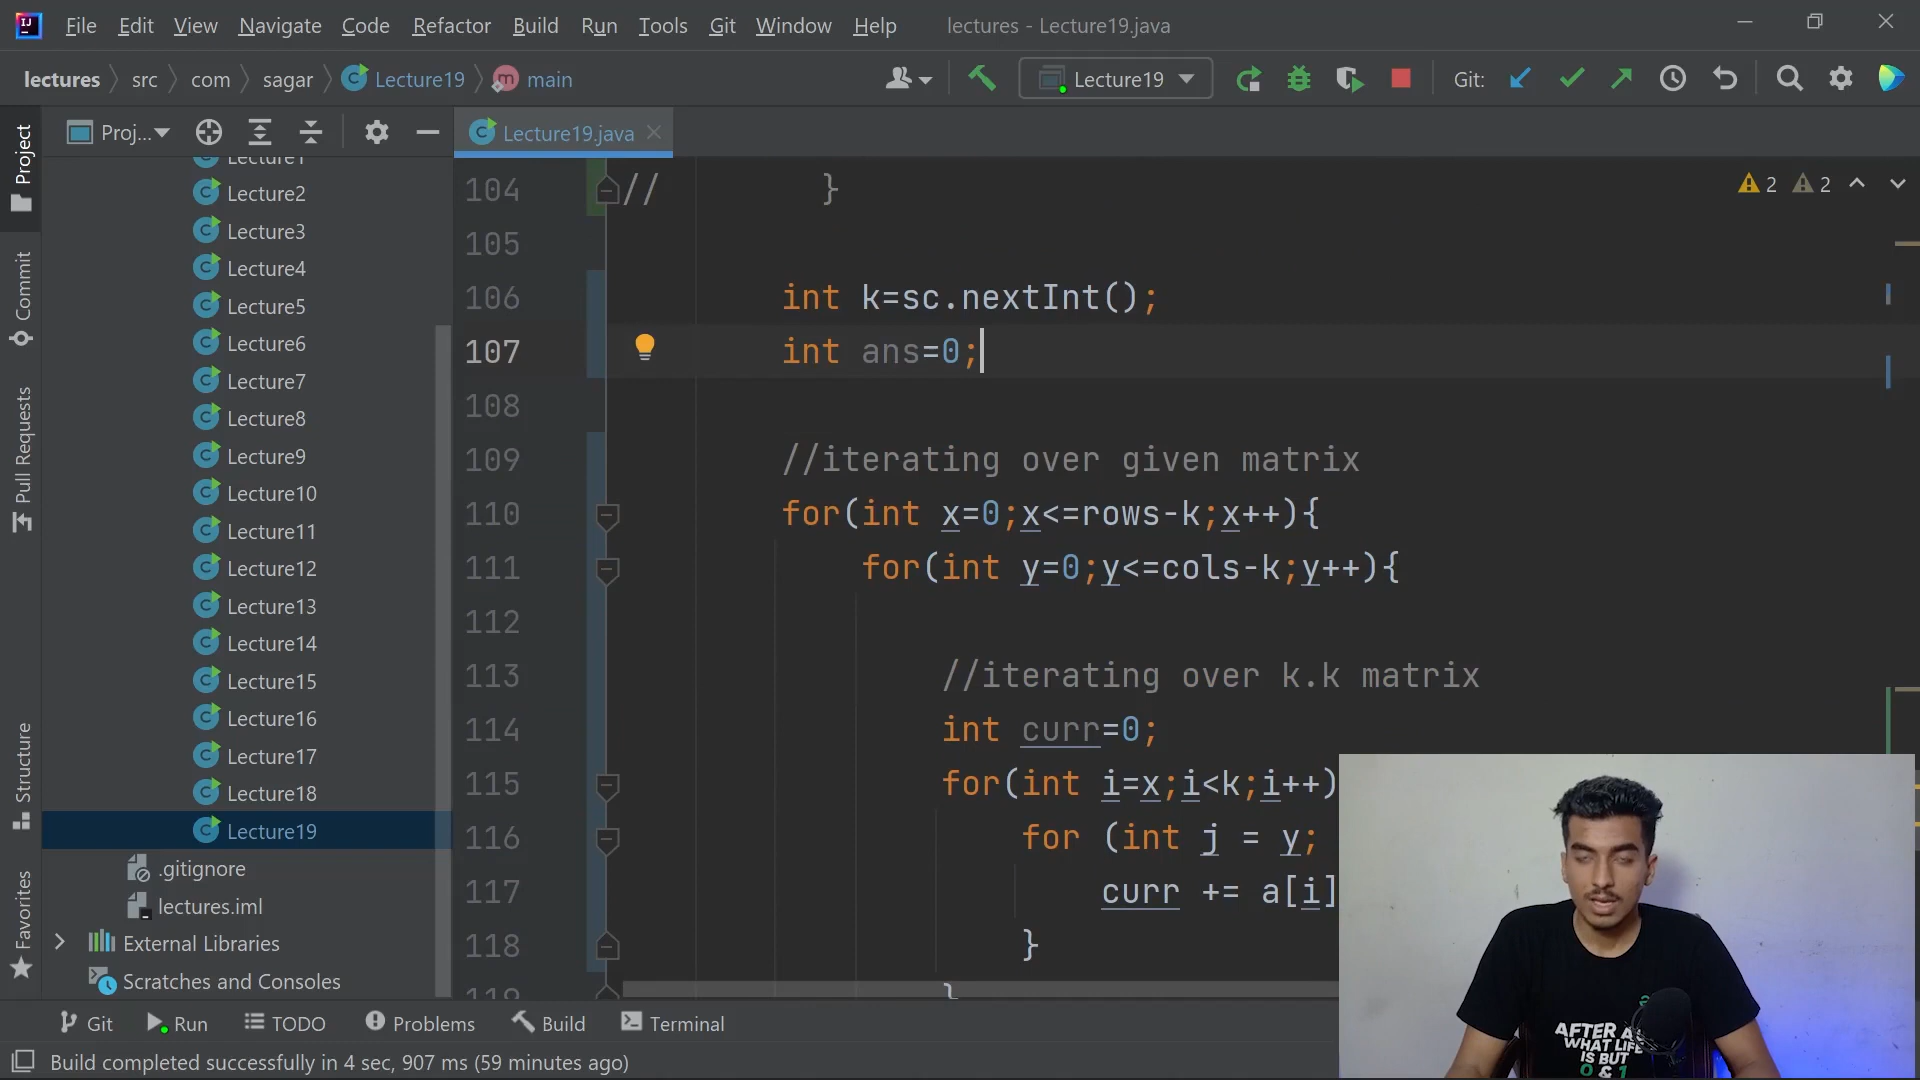 File Edit View Navigate Code Refactor Build Run Tools Git Window Help lectures - Lecture19.java
lectures src com sagar Lecture19 main Lecture19 Git:
Proj... Lecture19.java
Project
Commit
Pull Requests
Structure
Favorites
Lecture1
Lecture2
Lecture3
Lecture4
Lecture5
Lecture6
Lecture7
Lecture8
Lecture9
Lecture10
Lecture11
Lecture12
Lecture13
Lecture14
Lecture15
Lecture16
Lecture17
Lecture18
Lecture19
.gitignore
lectures.iml
External Libraries
Scratches and Consoles
2 2
104 // }
105
106 int k=sc.nextInt();
107 int ans=0;
108
109 //iterating over given matrix
110 for(int x=0;x<=rows-k;x++){
111 for(int y=0;y<=cols-k;y++){
112
113 //iterating over k.k matrix
114 int curr=0;
115 for(int i=x;i<k;i++)
116 for (int j = y;
117 curr += a[i]
118 }
119 }
AFTER A
WHAT LIFE
IS BUT
0 & 1
Git Run TODO Problems Build Terminal
Build completed successfully in 4 sec, 907 ms (59 minutes ago)